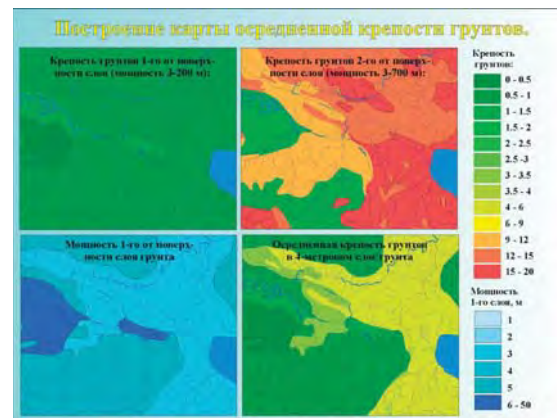 Построение карты осредненной крепости грунтов.
Крепость грунтов 1-го от поверх-
ности слоя (мощность 3-200 м):
Крепость грунтов 2-го от поверх-
ности слоя (мощность 3-700 м):
Мощность 1-го от поверх-
ности слоя грунта
Осредненная крепость грунтов
в 4-метровом слое грунта
Крепость
грунтов:
0 - 0.5
0.5 - 1
1 - 1.5
1.5 - 2
2 - 2.5
2.5 -3
3 - 3.5
3.5 - 4
4 - 6
6 - 9
9 - 12
12 - 15
15 - 20
Мощность
1-го слоя, м
1
2
3
4
5
6 - 50